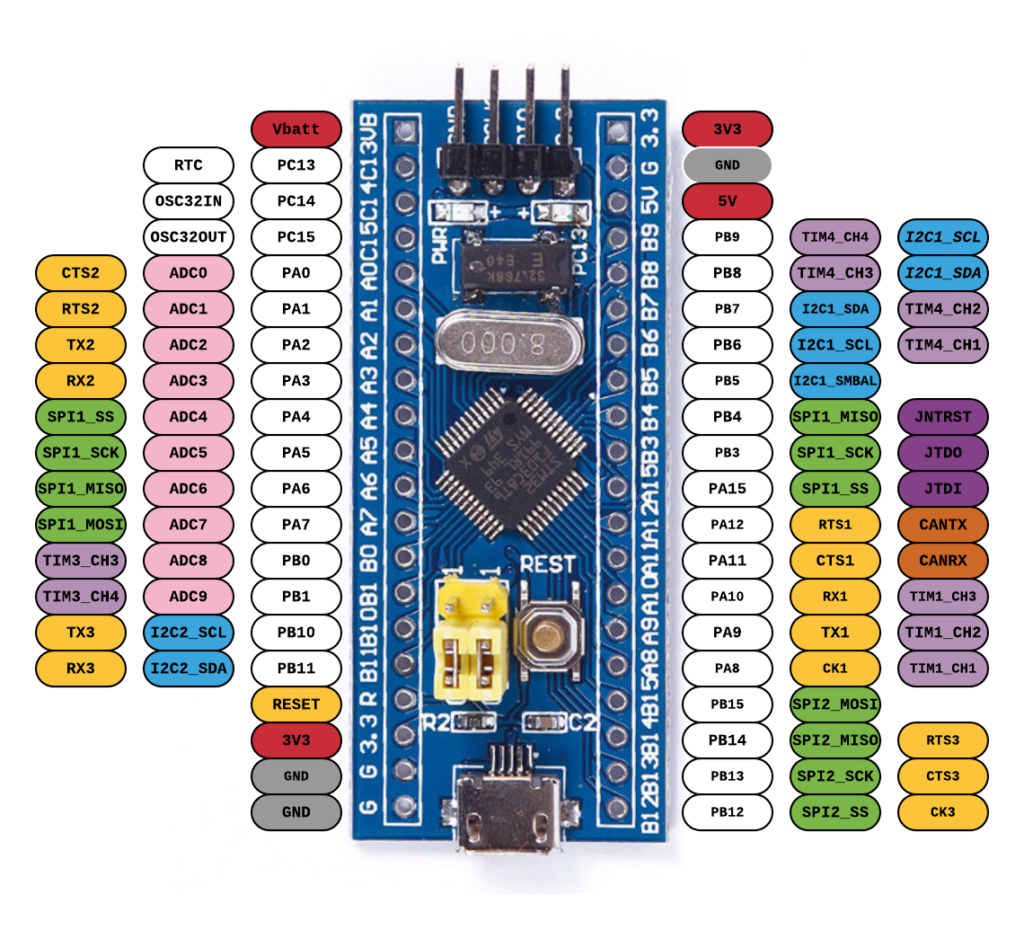 Vbatt
RTC PC13
OSC32IN PC14
OSC32OUT PC15
CTS2 ADC0 PA0
RTS2 ADC1 PA1
TX2 ADC2 PA2
RX2 ADC3 PA3
SPI1_SS ADC4 PA4
SPI1_SCK ADC5 PA5
SPI1_MISO ADC6 PA6
SPI1_MOSI ADC7 PA7
TIM3_CH3 ADC8 PB0
TIM3_CH4 ADC9 PB1
TX3 I2C2_SCL PB10
RX3 I2C2_SDA PB11
RESET
3V3
GND
GND
VB
C13
C14
C15
A0
A1
A2
A3
A4
A5
A6
A7
B0
B1
B10
B11
R
3.3
G
G
PWR
PC13
32.768K
E E40
8.000
REST
1 1
R2
C2
3.3
G
5V
B9
B8
B7
B6
B5
B4
B3
A15
A12
A11
A10
A9
A8
B15
B14
B13
B12
3V3
GND
5V
PB9 TIM4_CH4 I2C1_SCL
PB8 TIM4_CH3 I2C1_SDA
PB7 I2C1_SDA TIM4_CH2
PB6 I2C1_SCL TIM4_CH1
PB5 I2C1_SMBAL
PB4 SPI1_MISO JNTRST
PB3 SPI1_SCK JTDO
PA15 SPI1_SS JTDI
PA12 RTS1 CANTX
PA11 CTS1 CANRX
PA10 RX1 TIM1_CH3
PA9 TX1 TIM1_CH2
PA8 CK1 TIM1_CH1
PB15 SPI2_MOSI
PB14 SPI2_MISO RTS3
PB13 SPI2_SCK CTS3
PB12 SPI2_SS CK3